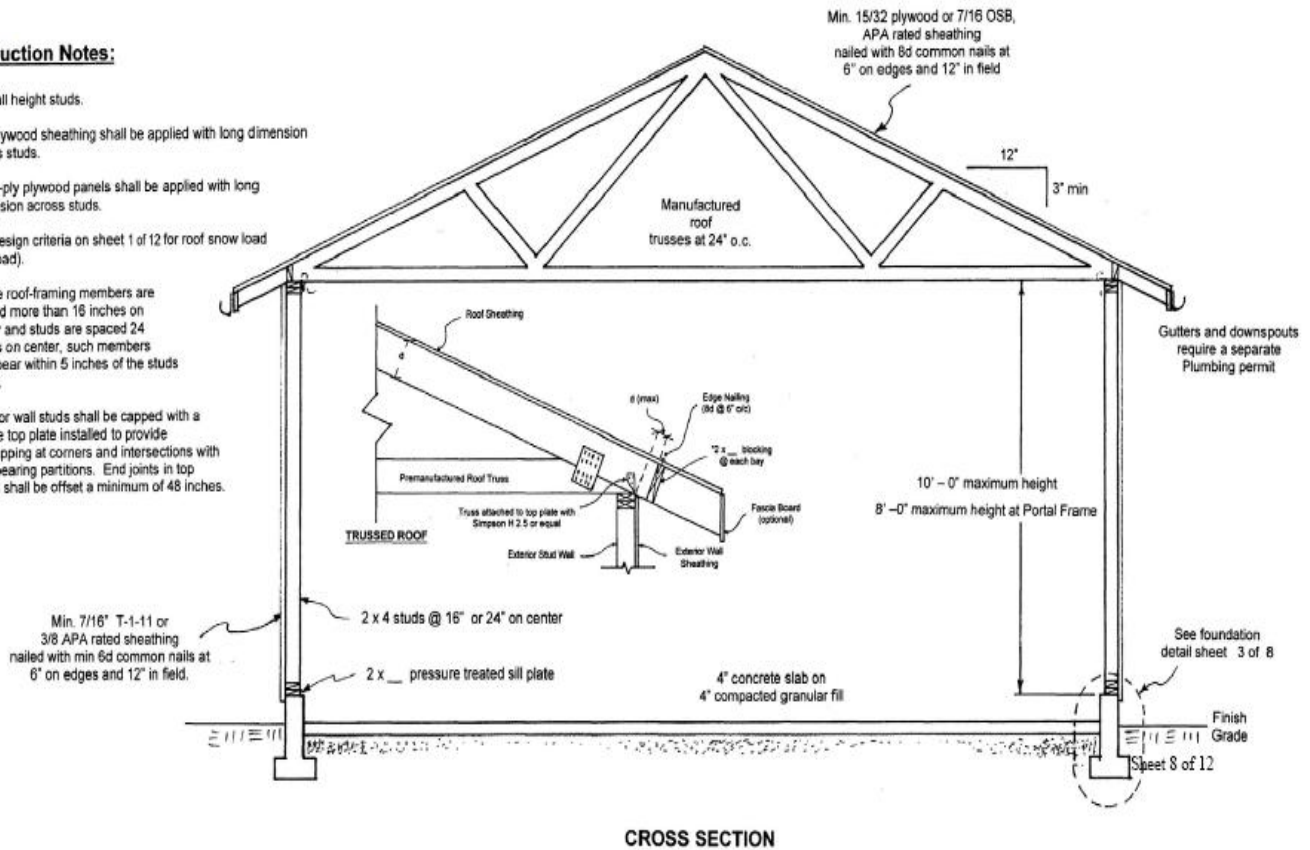 uction Notes:
ll height studs.
ywood sheathing shall be applied with long dimension
s studs.
-ply plywood panels shall be applied with long
sion across studs.
esign criteria on sheet 1 of 12 for roof snow load
oad).
e roof-framing members are
d more than 16 inches on
r and studs are spaced 24
s on center, such members
bear within 5 inches of the studs
or wall studs shall be capped with a
e top plate installed to provide
pping at corners and intersections with
bearing partitions. End joints in top
shall be offset a minimum of 48 inches.
Min. 15/32 plywood or 7/16 OSB,
APA rated sheathing
nailed with 8d common nails at
6" on edges and 12" in field
12"
3" min
Manufactured
roof
trusses at 24" o.c.
Gutters and downspouts
require a separate
Plumbing permit
Roof Sheathing
d
d (max)
Edge Nailing
(8d @ 6" o/c)
*2 x __ blocking
@ each bay
Premanufactured Roof Truss
Truss attached to top plate with
Simpson H 2.5 or equal
Fascia Board
(optional)
TRUSSED ROOF
Exterior Stud Wall
Exterior Wall
Sheathing
10' – 0" maximum height
8' –0" maximum height at Portal Frame
Min. 7/16" T-1-11 or
3/8 APA rated sheathing
nailed with min 6d common nails at
6" on edges and 12" in field.
2 x 4 studs @ 16" or 24" on center
2 x __ pressure treated sill plate
4" concrete slab on
4" compacted granular fill
See foundation
detail sheet 3 of 8
Finish
Grade
Sheet 8 of 12
CROSS SECTION